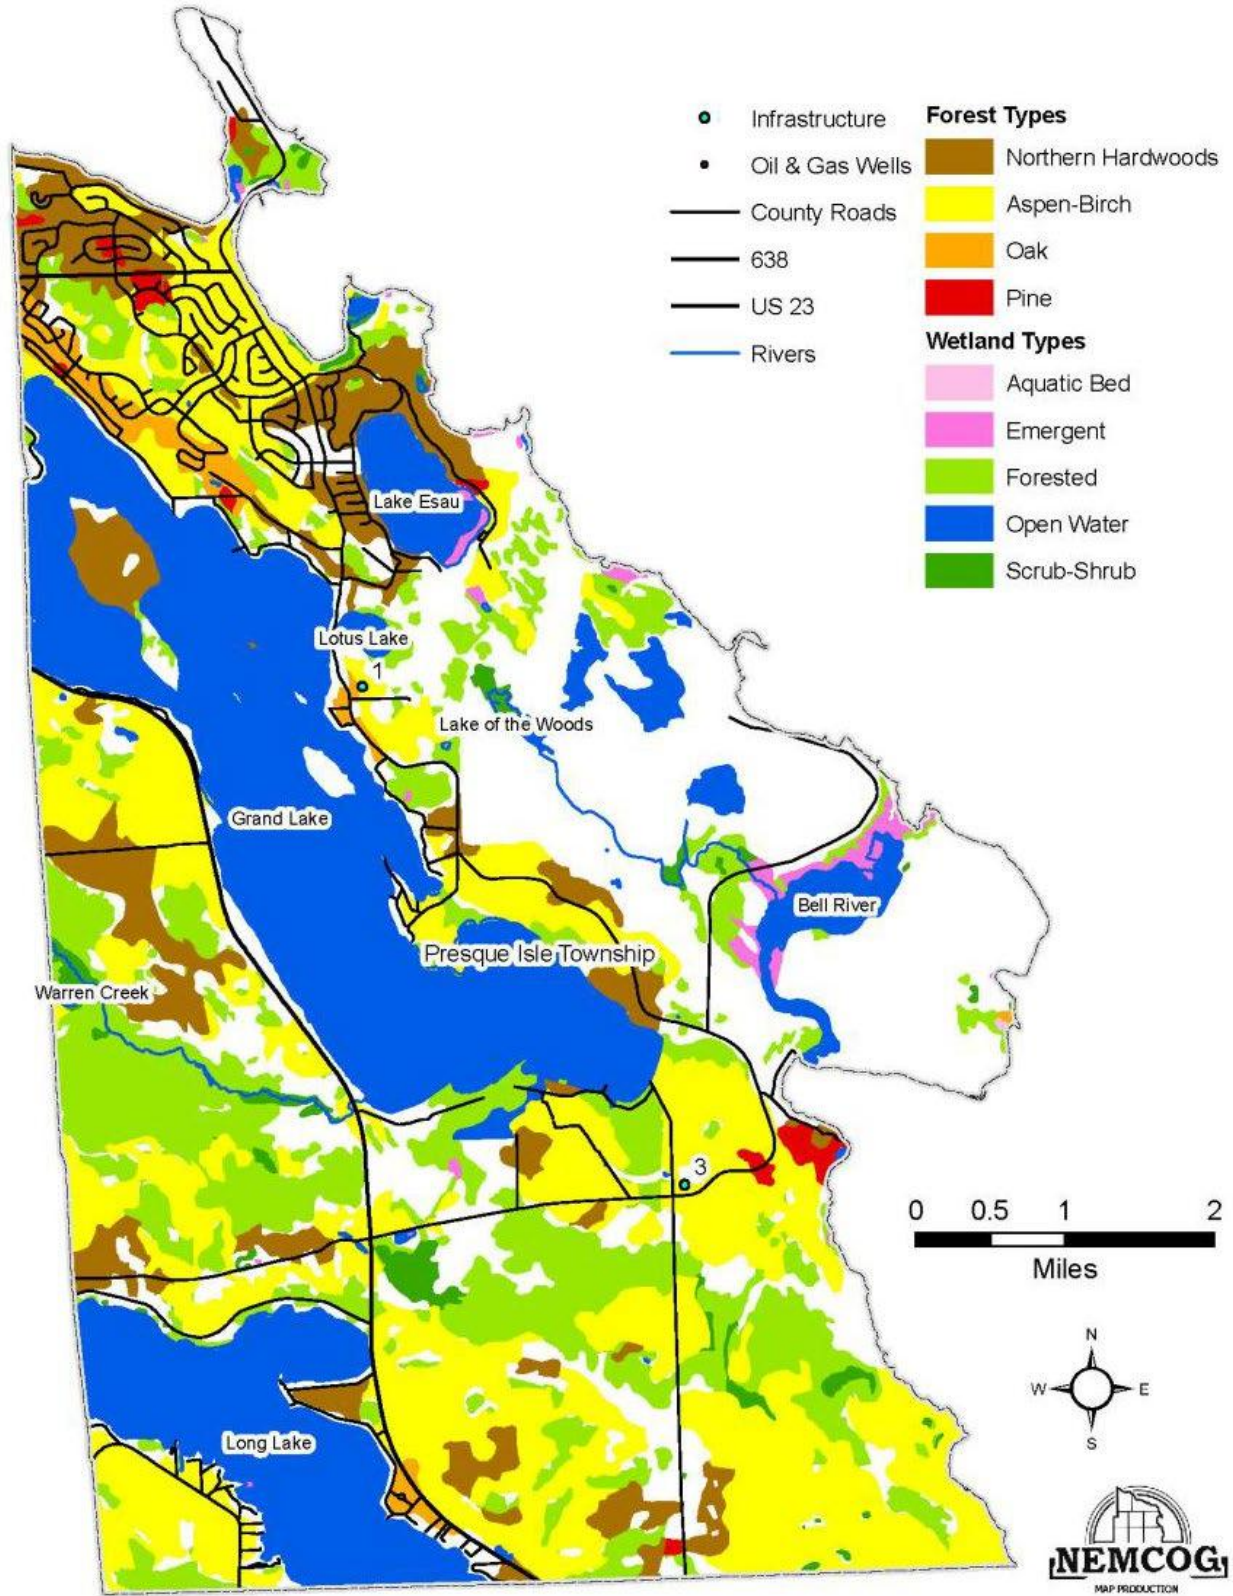 Infrastructure
Oil & Gas Wells
County Roads
638
US 23
Rivers
Forest Types
Northern Hardwoods
Aspen-Birch
Oak
Pine
Wetland Types
Aquatic Bed
Emergent
Forested
Open Water
Scrub-Shrub
Lake Esau
Lotus Lake
1
Lake of the Woods
Grand Lake
Bell River
Presque Isle Township
Warren Creek
3
Long Lake
0 0.5 1 2
Miles
N
W E
S
NEMCOG
MAP PRODUCTION